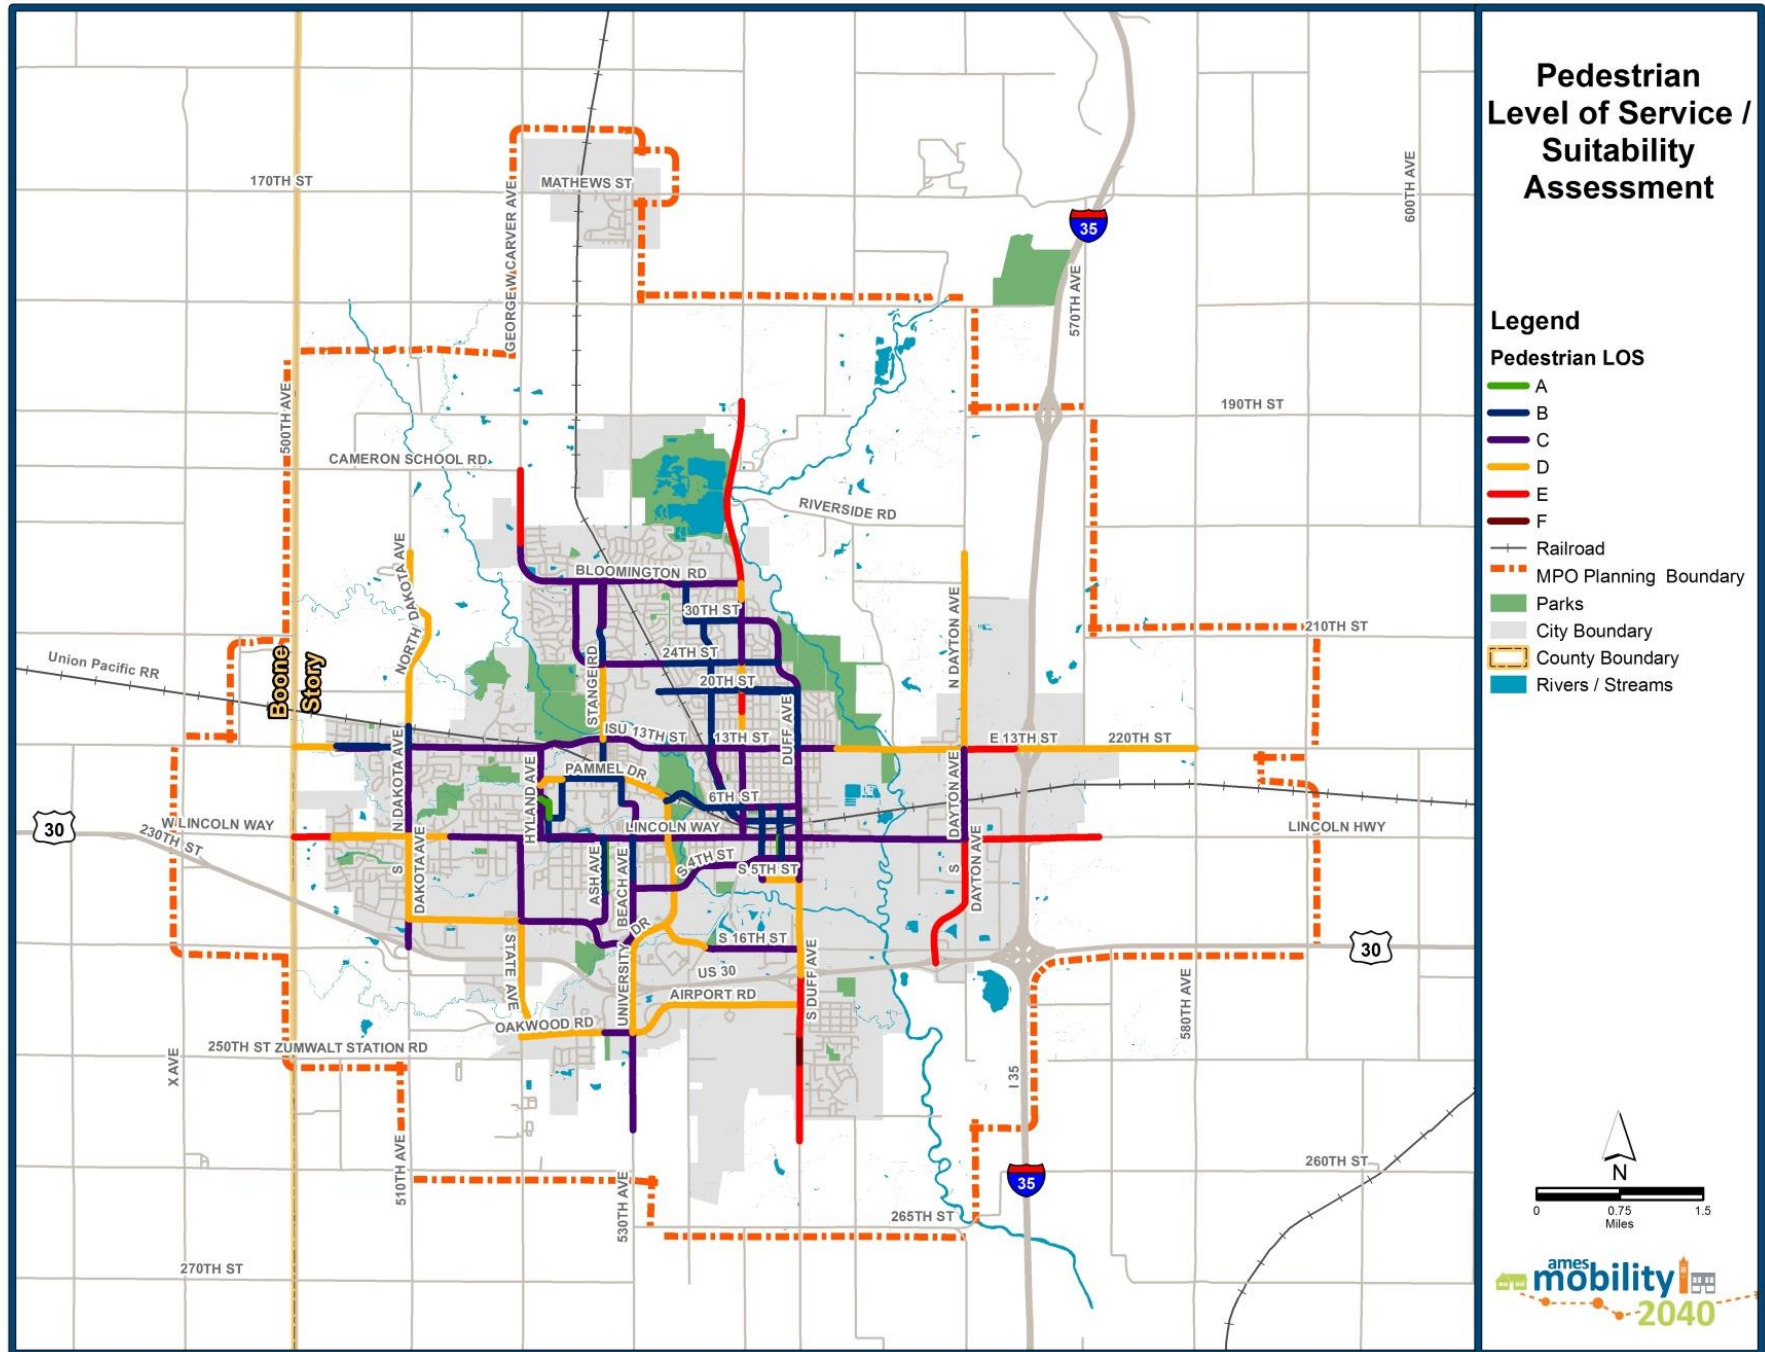 Pedestrian
Level of Service /
Suitability
Assessment
Legend
Pedestrian LOS
A
B
C
D
E
F
Railroad
MPO Planning Boundary
Parks
City Boundary
County Boundary
Rivers / Streams
N
0 0.75 1.5
Miles
ames
mobility
2040
170TH ST
MATHEWS ST
GEORGE W CARVER AVE
600TH AVE
35
570TH AVE
500TH AVE
190TH ST
CAMERON SCHOOL RD
RIVERSIDE RD
NORTH DAKOTA AVE
BLOOMINGTON RD
30TH ST
N DAYTON AVE
210TH ST
Union Pacific RR
Boone
Story
24TH ST
20TH ST
STANGE RD
DUFF AVE
ISU 13TH ST
13TH ST
E 13TH ST
220TH ST
N DAKOTA AVE
HYLAND AVE
PAMMEL DR
6TH ST
DAYTON AVE
30
W LINCOLN WAY
230TH ST
LINCOLN WAY
LINCOLN HWY
S
DAKOTA AVE
ASH AVE
BEACH AVE
S 4TH ST
S 5TH ST
S
DAYTON AVE
STATE AVE
UNIVERSITY
DR
S 16TH ST
US 30
S DUFF AVE
30
AIRPORT RD
OAKWOOD RD
580TH AVE
250TH ST ZUMWALT STATION RD
X AVE
I 35
510TH AVE
530TH AVE
260TH ST
35
265TH ST
270TH ST